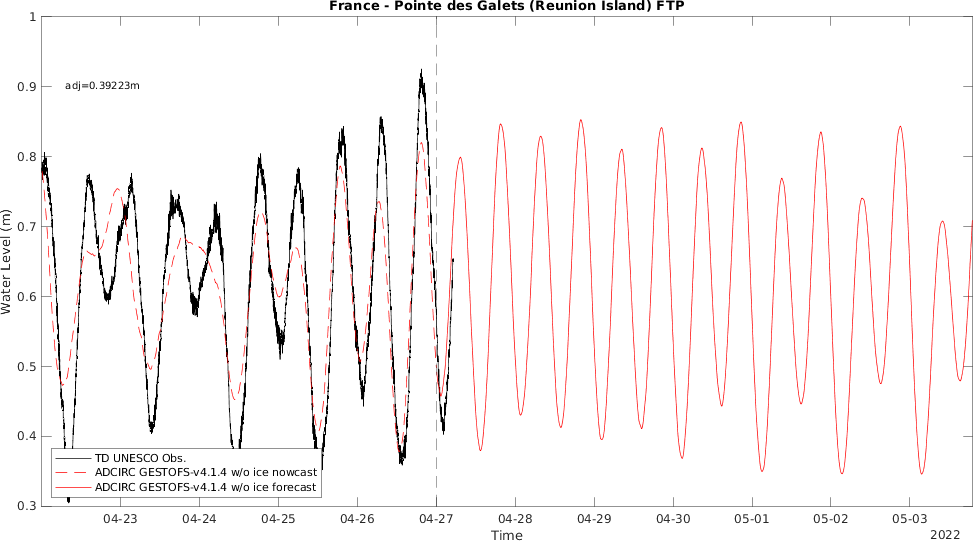 France - Pointe des Galets (Reunion Island) FTP
1
0.9
0.8
0.7
0.6
0.5
0.4
0.3
Water Level (m)
adj=0.39223m
TD UNESCO Obs.
ADCIRC GESTOFS-v4.1.4 w/o ice nowcast
ADCIRC GESTOFS-v4.1.4 w/o ice forecast
04-23 04-24 04-25 04-26 04-27 04-28 04-29 04-30 05-01 05-02 05-03
Time
2022